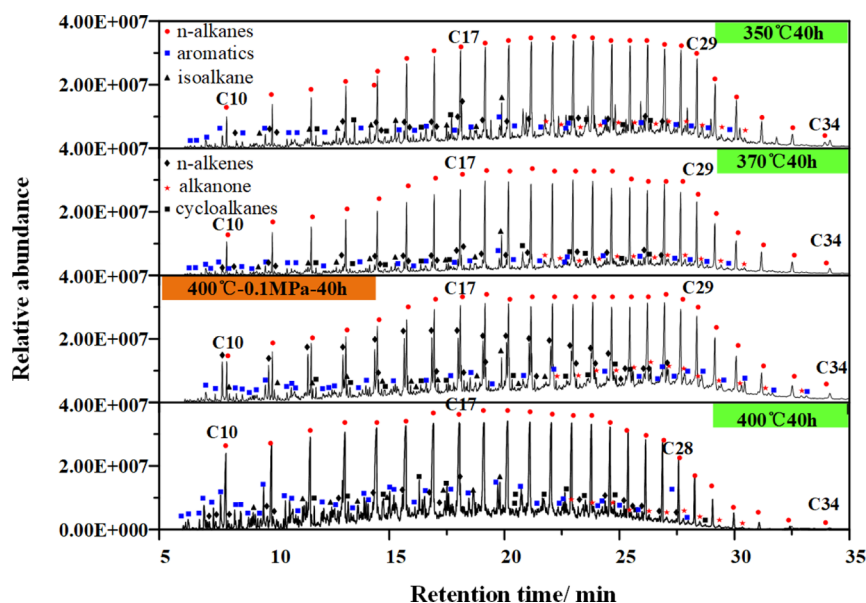 4.00E+007
n-alkanes
aromatics
isoalkane
C10
C17
C29
350℃40h
C34
2.00E+007
4.00E+007
n-alkenes
alkanone
cycloalkanes
C10
C17
C29
370℃40h
C34
2.00E+007
4.00E+007
400℃-0.1MPa-40h
C10
C17
C29
C34
2.00E+007
4.00E+007
C10
C17
C28
400℃40h
C34
2.00E+007
0.00E+000
Relative abundance
5 10 15 20 25 30 35
Retention time/ min